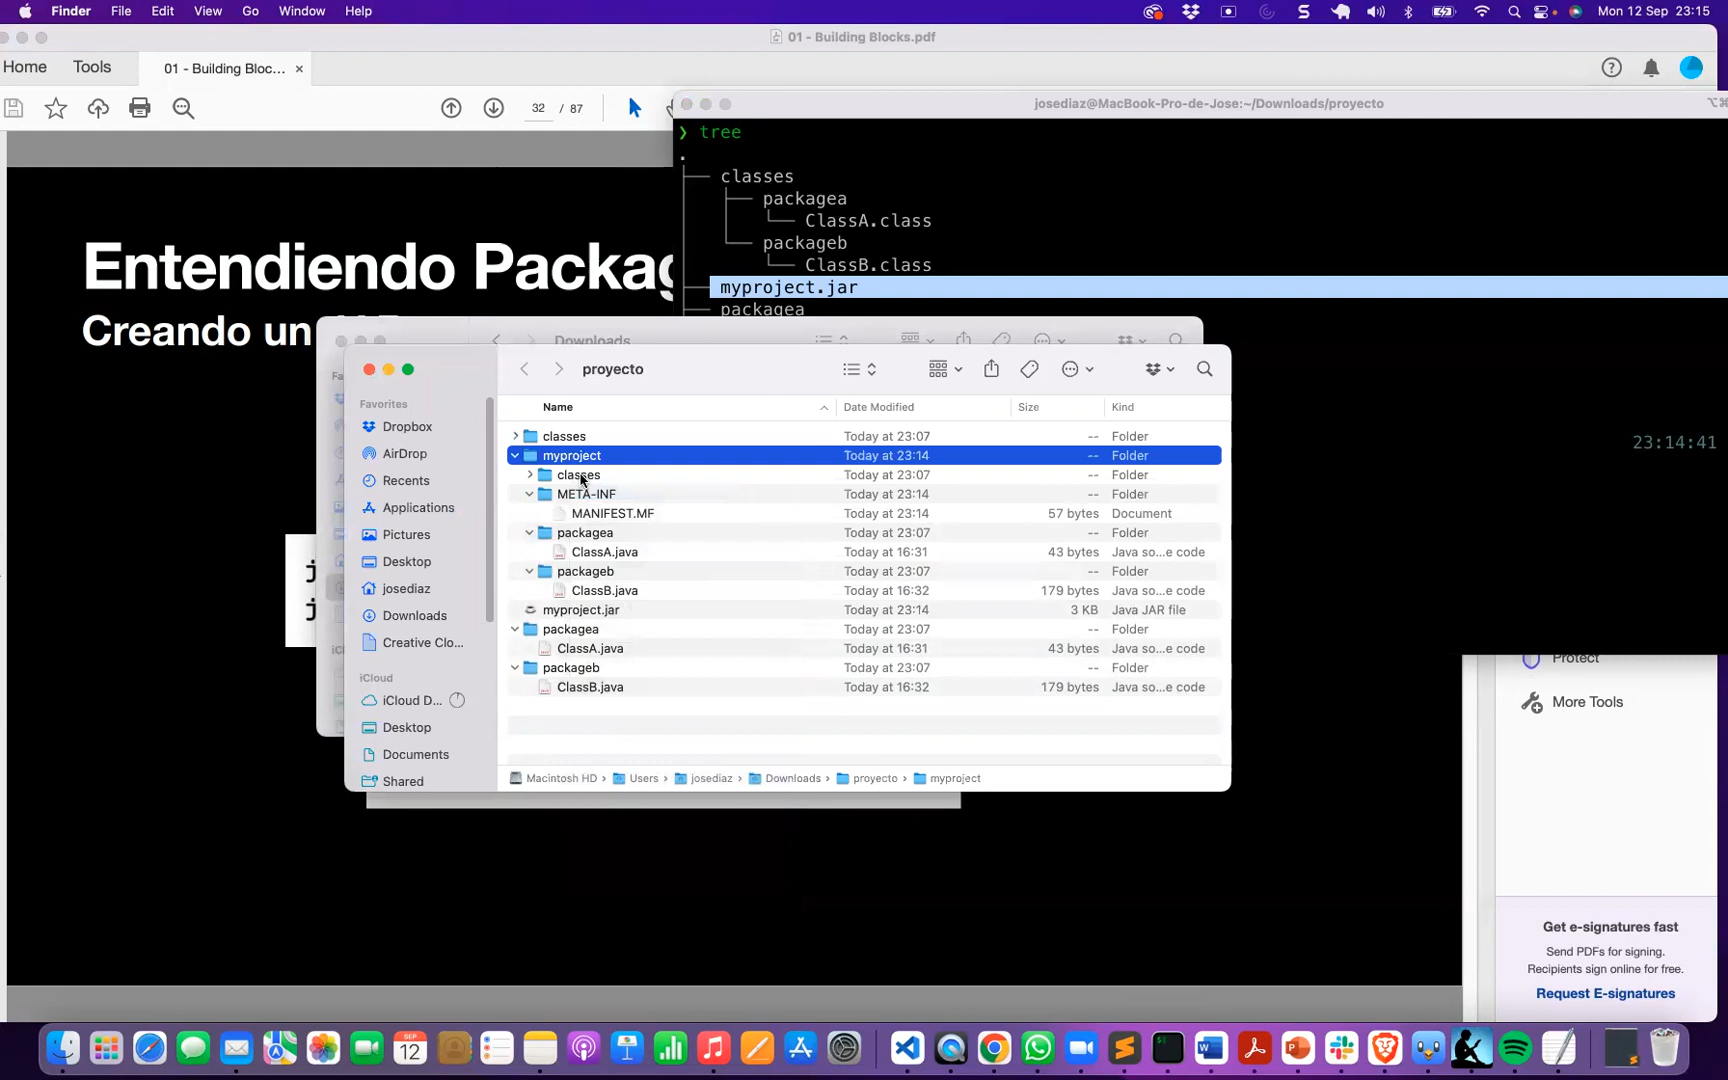 Finder File Edit View Go Window Help
Mon 12 Sep 23:15
01 - Building Blocks.pdf
Home Tools 01 - Building Bloc... ×
32 / 87
josediaz@MacBook-Pro-de-Jose:~/Downloads/proyecto
❯ tree
.
├── classes
├── packagea
└── ClassA.class
└── packageb
└── ClassB.class
myproject.jar
packagea
23:14:41
Entendiendo Packag
Creando un
j
j
Downloads
proyecto
Favorites
Dropbox
AirDrop
Recents
Applications
Pictures
Desktop
josediaz
Downloads
Creative Clo...
iCloud
iCloud D...
Desktop
Documents
Shared
Name Date Modified Size Kind
classes Today at 23:07 -- Folder
myproject Today at 23:14 -- Folder
classes Today at 23:07 -- Folder
META-INF Today at 23:14 -- Folder
MANIFEST.MF Today at 23:14 57 bytes Document
packagea Today at 23:07 -- Folder
ClassA.java Today at 16:31 43 bytes Java so...e code
packageb Today at 23:07 -- Folder
ClassB.java Today at 16:32 179 bytes Java so...e code
myproject.jar Today at 23:14 3 KB Java JAR file
packagea Today at 23:07 -- Folder
ClassA.java Today at 16:31 43 bytes Java so...e code
packageb Today at 23:07 -- Folder
ClassB.java Today at 16:32 179 bytes Java so...e code
Macintosh HD › Users › josediaz › Downloads › proyecto › myproject
Protect
More Tools
Get e-signatures fast
Send PDFs for signing.
Recipients sign online for free.
Request E-signatures
SEP
12